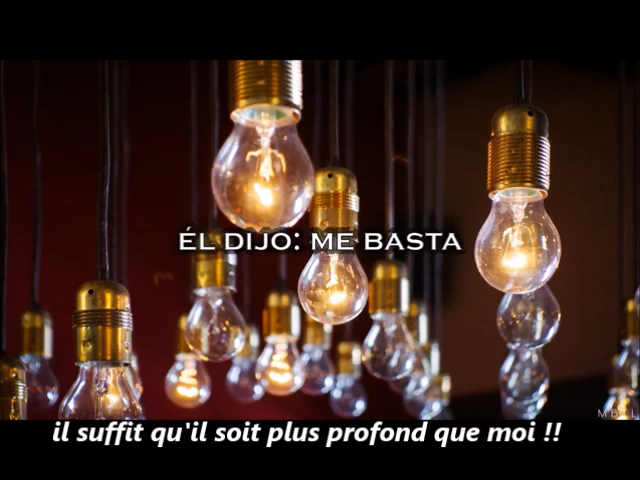 ÉL DIJO: ME BASTA
il suffit qu'il soit plus profond que moi !!